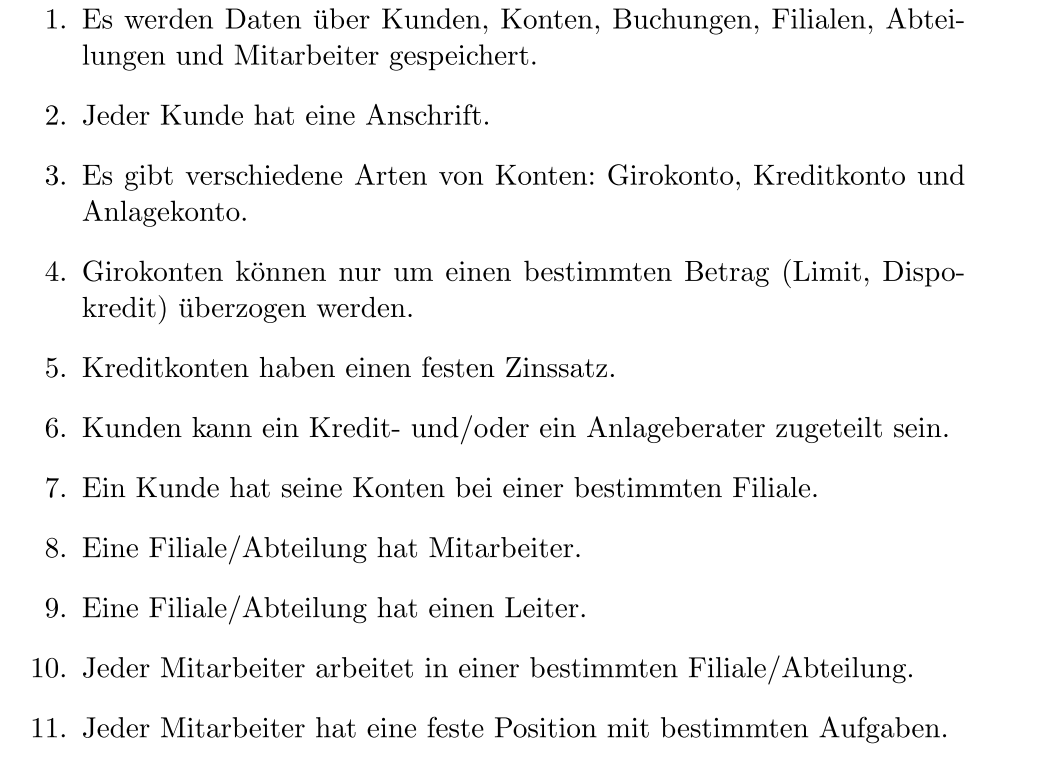 1. Es werden Daten über Kunden, Konten, Buchungen, Filialen, Abtei-
lungen und Mitarbeiter gespeichert.
2. Jeder Kunde hat eine Anschrift.
3. Es gibt verschiedene Arten von Konten: Girokonto, Kreditkonto und
Anlagekonto.
4. Girokonten können nur um einen bestimmten Betrag (Limit, Dispo-
kredit) überzogen werden.
5. Kreditkonten haben einen festen Zinssatz.
6. Kunden kann ein Kredit- und/oder ein Anlageberater zugeteilt sein.
7. Ein Kunde hat seine Konten bei einer bestimmten Filiale.
8. Eine Filiale/Abteilung hat Mitarbeiter.
9. Eine Filiale/Abteilung hat einen Leiter.
10. Jeder Mitarbeiter arbeitet in einer bestimmten Filiale/Abteilung.
11. Jeder Mitarbeiter hat eine feste Position mit bestimmten Aufgaben.